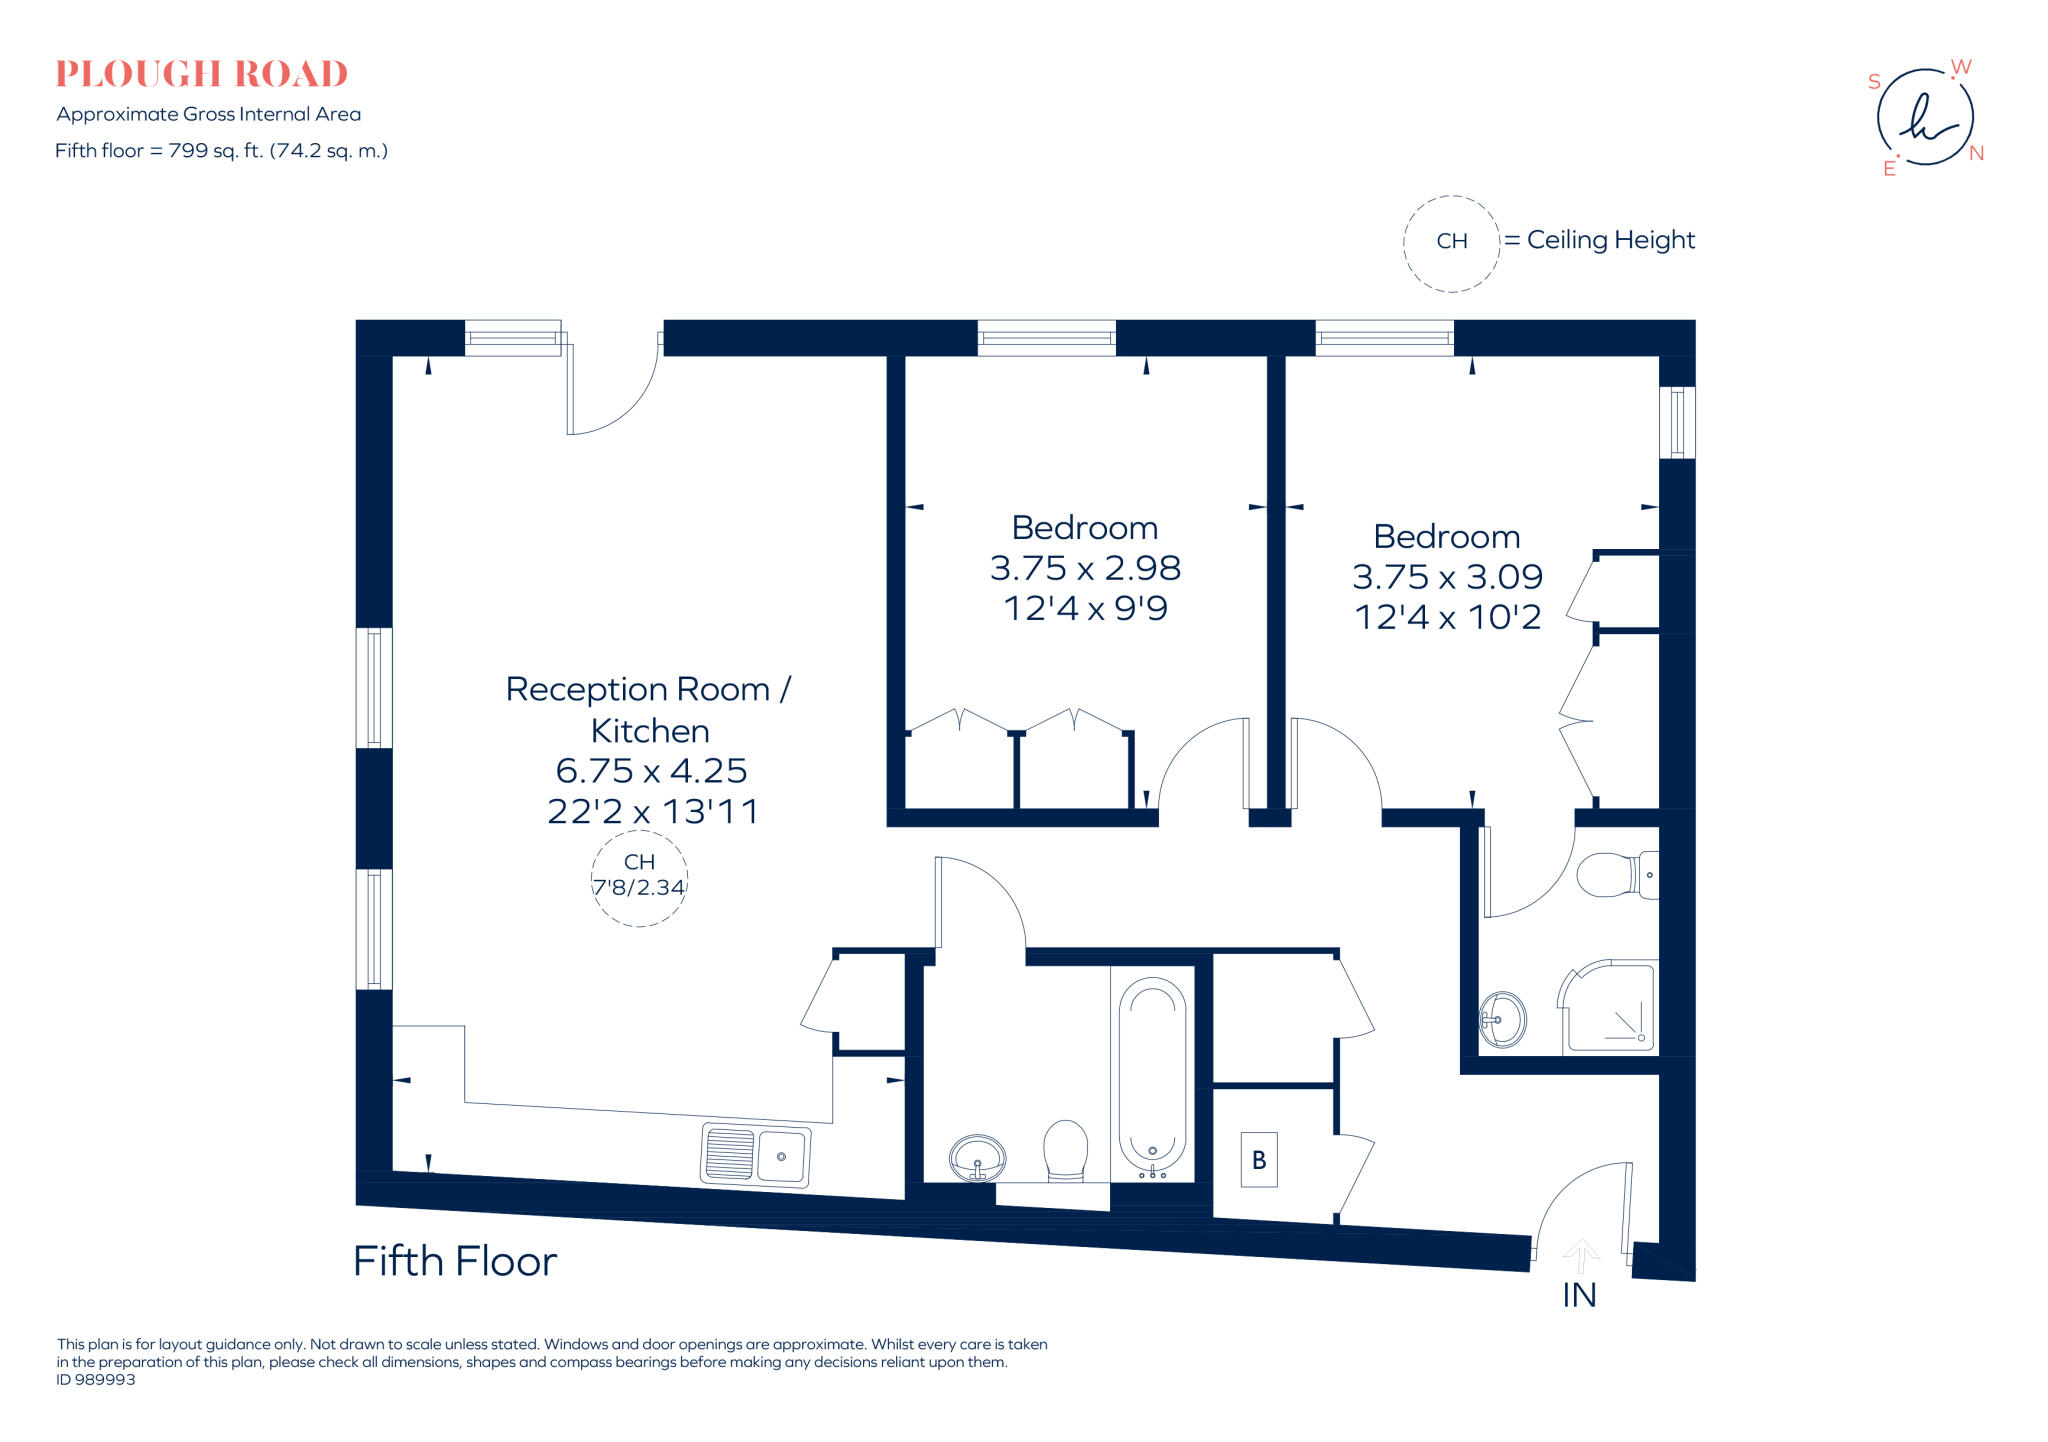 PLOUGH ROAD
Approximate Gross Internal Area
Fifth floor = 799 sq. ft. (74.2 sq. m.)
S
W
N
E
CH
= Ceiling Height
Bedroom
3.75 x 2.98
12'4 x 9'9
Bedroom
3.75 x 3.09
12'4 x 10'2
Reception Room /
Kitchen
6.75 x 4.25
22'2 x 13'11
CH
7'8/2.34
B
Fifth Floor
IN
This plan is for layout guidance only. Not drawn to scale unless stated. Windows and door openings are approximate. Whilst every care is taken
in the preparation of this plan, please check all dimensions, shapes and compass bearings before making any decisions reliant upon them.
ID 989993